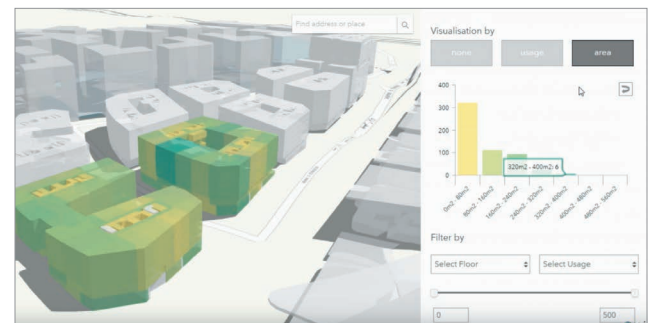 Find address or place
Visualisation by
none
usage
area
400
300
200
100
0
320m2 - 400m2: 6
0m2 - 80m2
80m2 - 160m2
160m2 - 240m2
240m2 - 320m2
320m2 - 400m2
400m2 - 480m2
480m2 - 560m2
Filter by
Select Floor
Select Usage
0
500